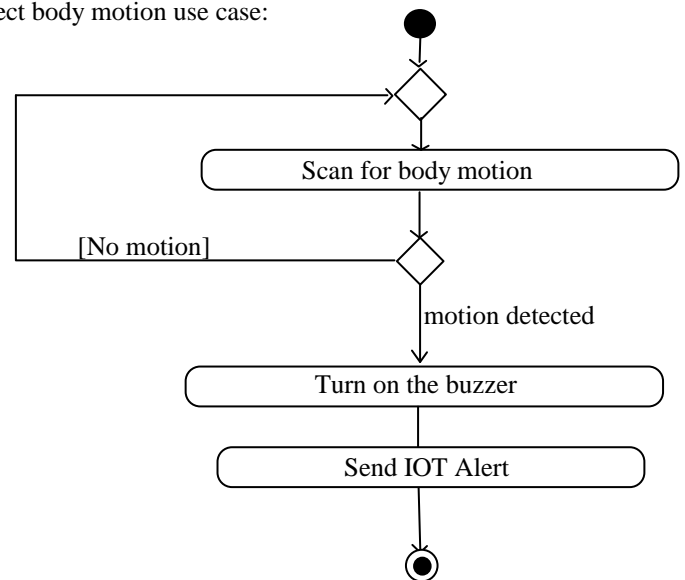 ect body motion use case:
Scan for body motion
[No motion]
motion detected
Turn on the buzzer
Send IOT Alert